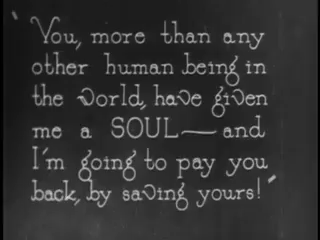 "You, more than any
other human being in
the world, have given
me a SOUL — and
I'm going to pay you
back, by saving yours!"